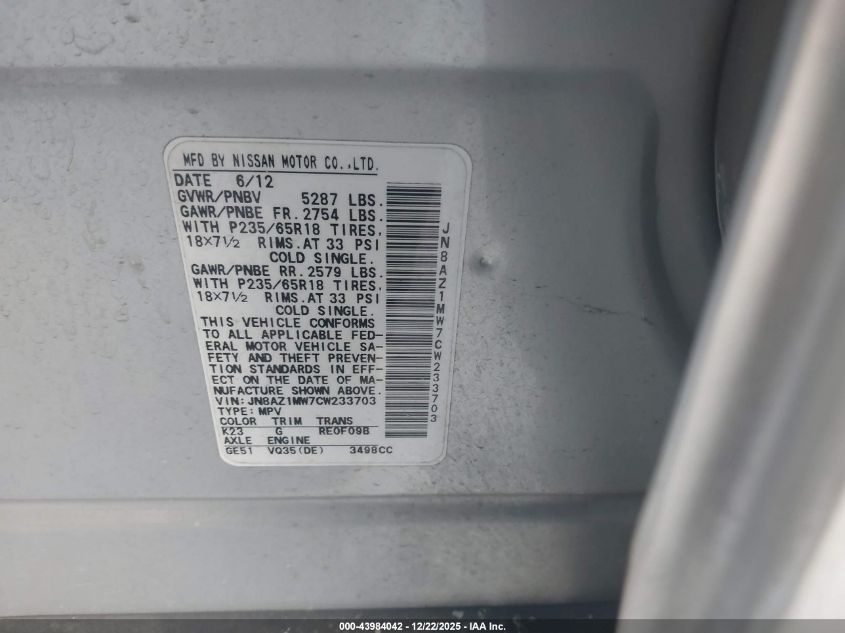 MFD BY NISSAN MOTOR CO.,LTD.
DATE 6/12
GVWR/PNBV 5287 LBS.
GAWR/PNBE FR. 2754 LBS.
WITH P235/65R18 TIRES,
18×7½ RIMS.AT 33 PSI
COLD SINGLE.
GAWR/PNBE RR. 2579 LBS.
WITH P235/65R18 TIRES,
18×7½ RIMS.AT 33 PSI
COLD SINGLE.
THIS VEHICLE CONFORMS
TO ALL APPLICABLE FED-
ERAL MOTOR VEHICLE SA-
FETY AND THEFT PREVEN-
TION STANDARDS IN EFF-
ECT ON THE DATE OF MA-
NUFACTURE SHOWN ABOVE.
VIN: JN8AZ1MW7CW233703
TYPE: MPV
COLOR TRIM TRANS
K23 G RE0F09B
AXLE ENGINE
GE51 VQ35(DE) 3498CC
JN8AZ1MW7CW233703
000-43984042 - 12/22/2025 - IAA Inc.